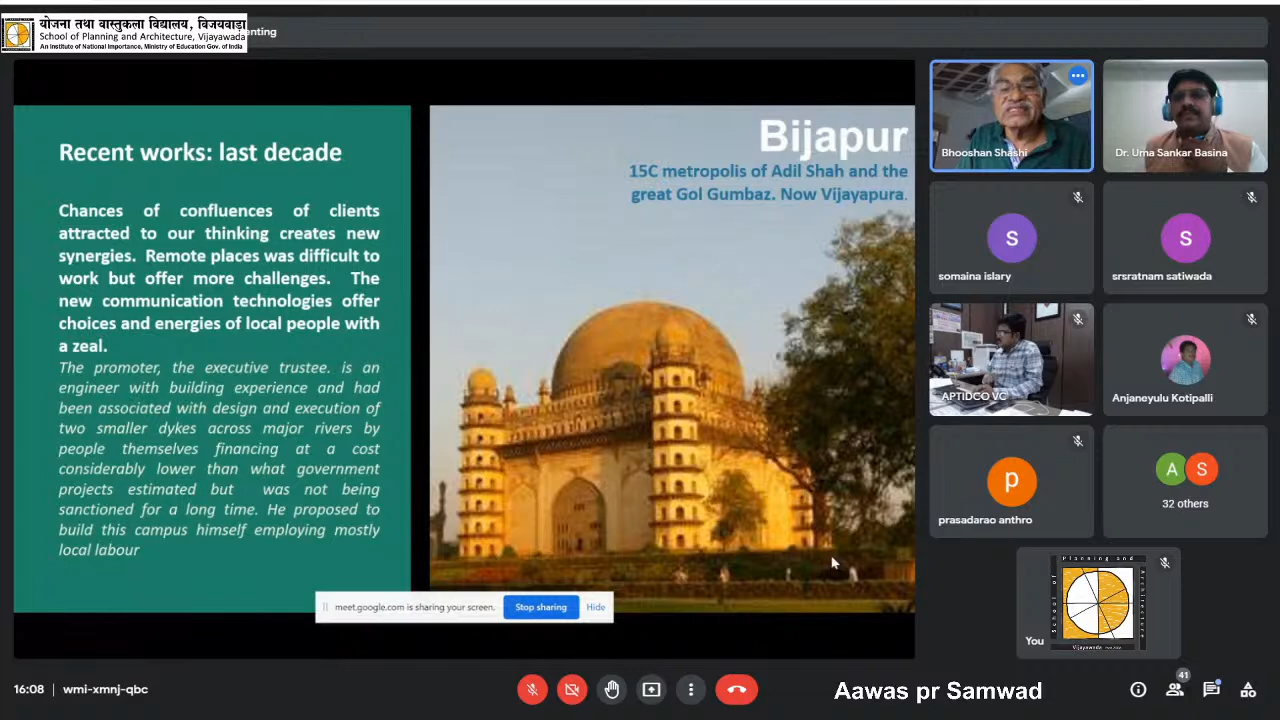 योजना तथा वास्तुकला विद्यालय, विजयवाड़ा
School of Planning and Architecture, Vijayawada
An Institute of National Importance, Ministry of Education Gov. of India
enting
Recent works: last decade
Chances of confluences of clients
attracted to our thinking creates new
synergies. Remote places was difficult to
work but offer more challenges. The
new communication technologies offer
choices and energies of local people with
a zeal.
The promoter, the executive trustee. is an
engineer with building experience and had
been associated with design and execution of
two smaller dykes across major rivers by
people themselves financing at a cost
considerably lower than what government
projects estimated but was not being
sanctioned for a long time. He proposed to
build this campus himself employing mostly
local labour
Bijapur
15C metropolis of Adil Shah and the
great Gol Gumbaz. Now Vijayapura.
meet.google.com is sharing your screen.
Stop sharing
Hide
Bhooshan Shashi
Dr. Uma Sankar Basina
s
somaina islary
s
srsratnam satiwada
APTIDCO VC
Anjaneyulu Kotipalli
p
prasadarao anthro
A
S
32 others
Planning and
Architecture
School of
Vijayawada
You
16:08
wmi-xmnj-qbc
Aawas pr Samwad
41